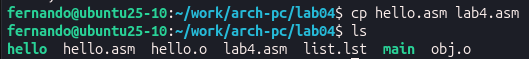 fernando@ubuntu25-10:~/work/arch-pc/lab04$ cp hello.asm lab4.asm
fernando@ubuntu25-10:~/work/arch-pc/lab04$ ls
hello  hello.asm  hello.o  lab4.asm  list.lst  main  obj.o